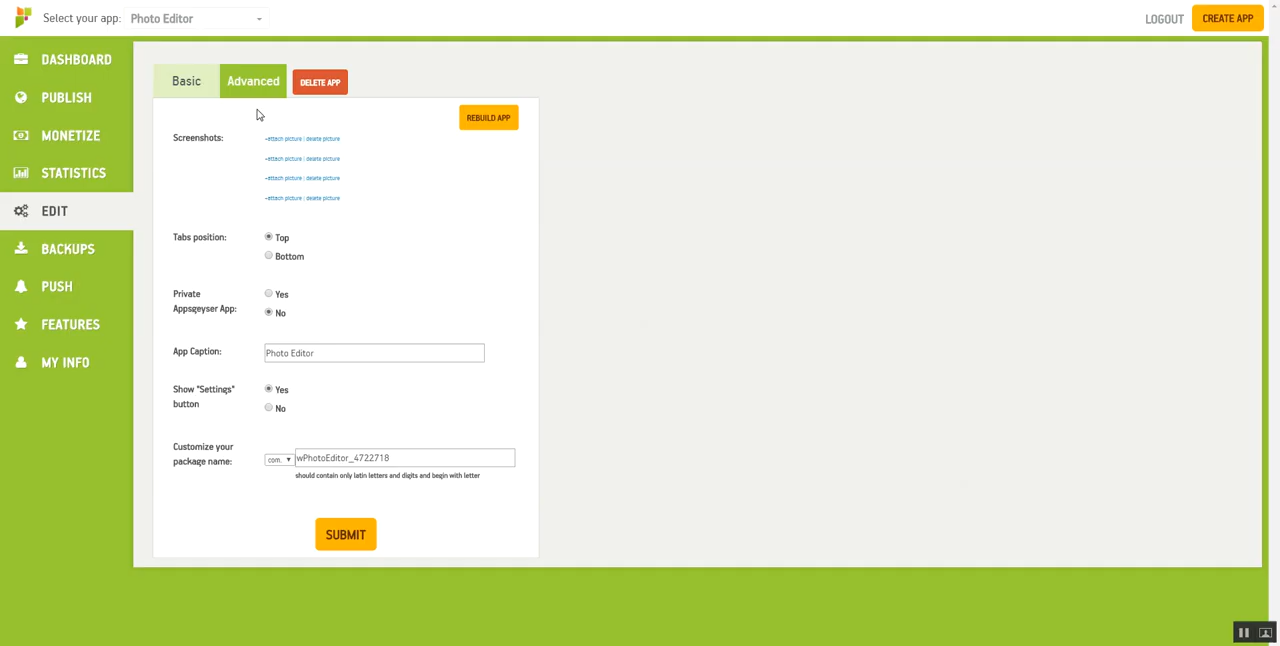 Select your app: Photo Editor LOGOUT CREATE APP
DASHBOARD
PUBLISH
MONETIZE
STATISTICS
EDIT
BACKUPS
PUSH
FEATURES
MY INFO
Basic Advanced DELETE APP
REBUILD APP
Screenshots: +attach picture | delete picture
+attach picture | delete picture
+attach picture | delete picture
+attach picture | delete picture
Tabs position: Top
Bottom
Private Yes
Appsgeyser App: No
App Caption: Photo Editor
Show "Settings" Yes
button No
Customize your
package name: com. wPhotoEditor_4722718
should contain only latin letters and digits and begin with letter
SUBMIT